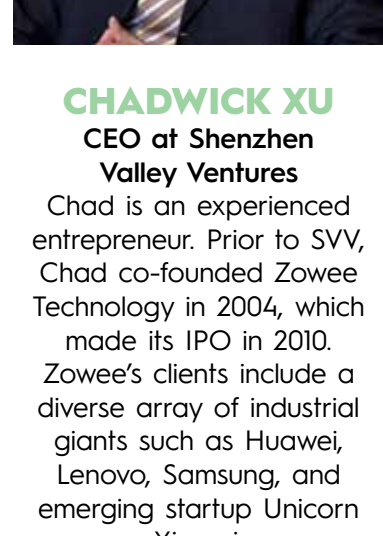 CHADWICK XU
CEO at Shenzhen
Valley Ventures
Chad is an experienced
entrepreneur. Prior to SVV,
Chad co-founded Zowee
Technology in 2004, which
made its IPO in 2010.
Zowee's clients include a
diverse array of industrial
giants such as Huawei,
Lenovo, Samsung, and
emerging startup Unicorn